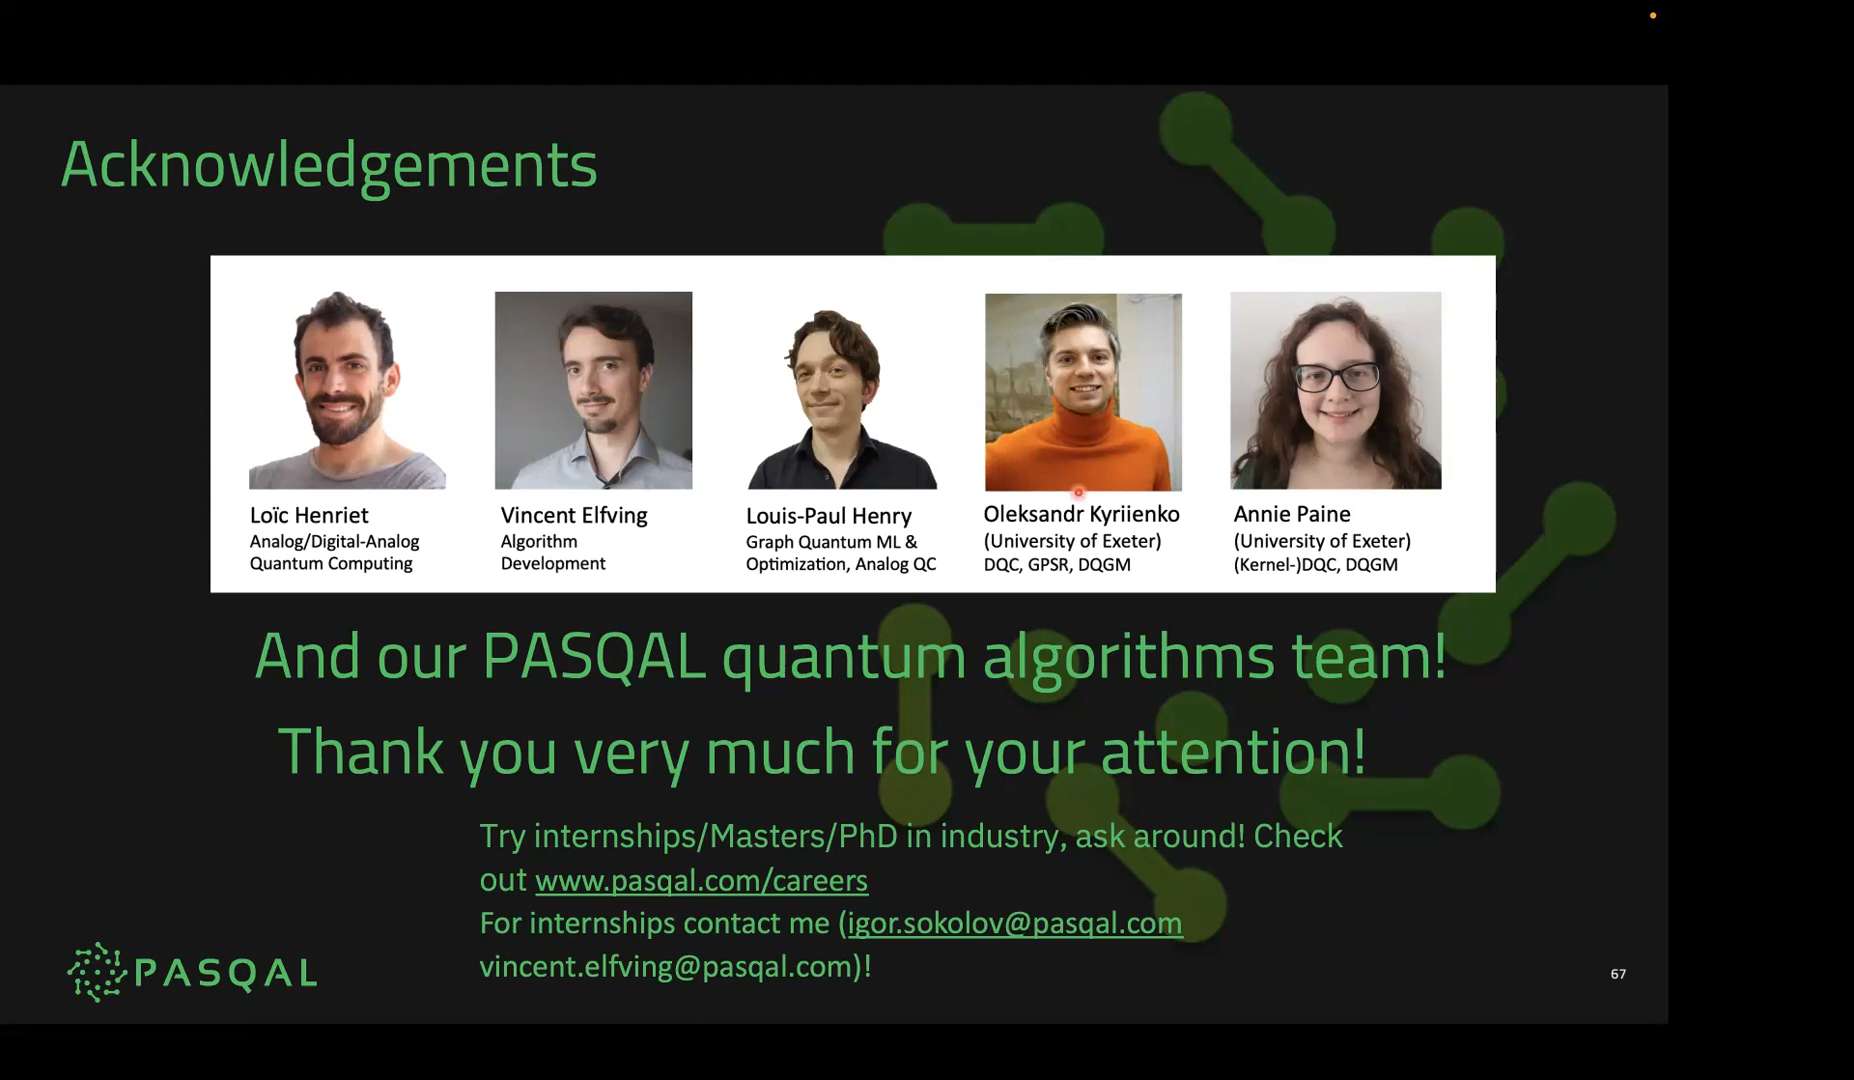 Acknowledgements
Loïc Henriet
Analog/Digital-Analog
Quantum Computing
Vincent Elfving
Algorithm
Development
Louis-Paul Henry
Graph Quantum ML &
Optimization, Analog QC
Oleksandr Kyriienko
(University of Exeter)
DQC, GPSR, DQGM
Annie Paine
(University of Exeter)
(Kernel-)DQC, DQGM
And our PASQAL quantum algorithms team!
Thank you very much for your attention!
Try internships/Masters/PhD in industry, ask around! Check
out www.pasqal.com/careers
For internships contact me (igor.sokolov@pasqal.com
vincent.elfving@pasqal.com)!
PASQAL
67